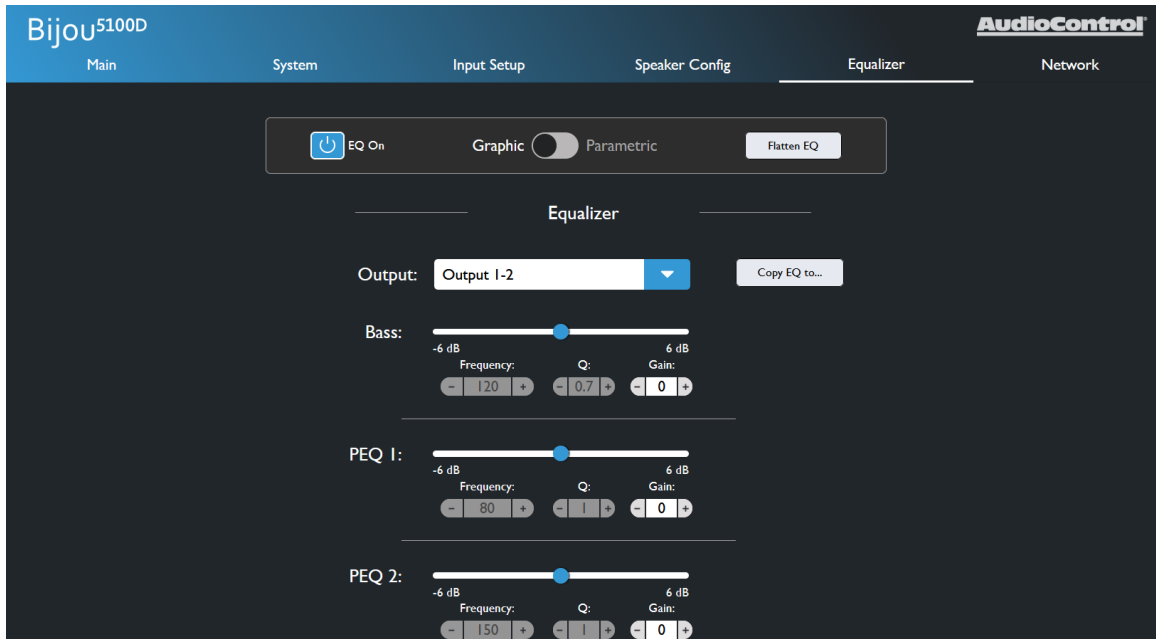 Bijou5100D
AudioControl®
Main System Input Setup Speaker Config Equalizer Network
EQ On Graphic Parametric Flatten EQ
Equalizer
Output: Output 1-2 Copy EQ to...
Bass:
-6 dB 6 dB
Frequency: Q: Gain:
- 120 + - 0.7 + - 0 +
PEQ 1:
-6 dB 6 dB
Frequency: Q: Gain:
- 80 + - 1 + - 0 +
PEQ 2:
-6 dB 6 dB
Frequency: Q: Gain:
- 150 + - 1 + - 0 +